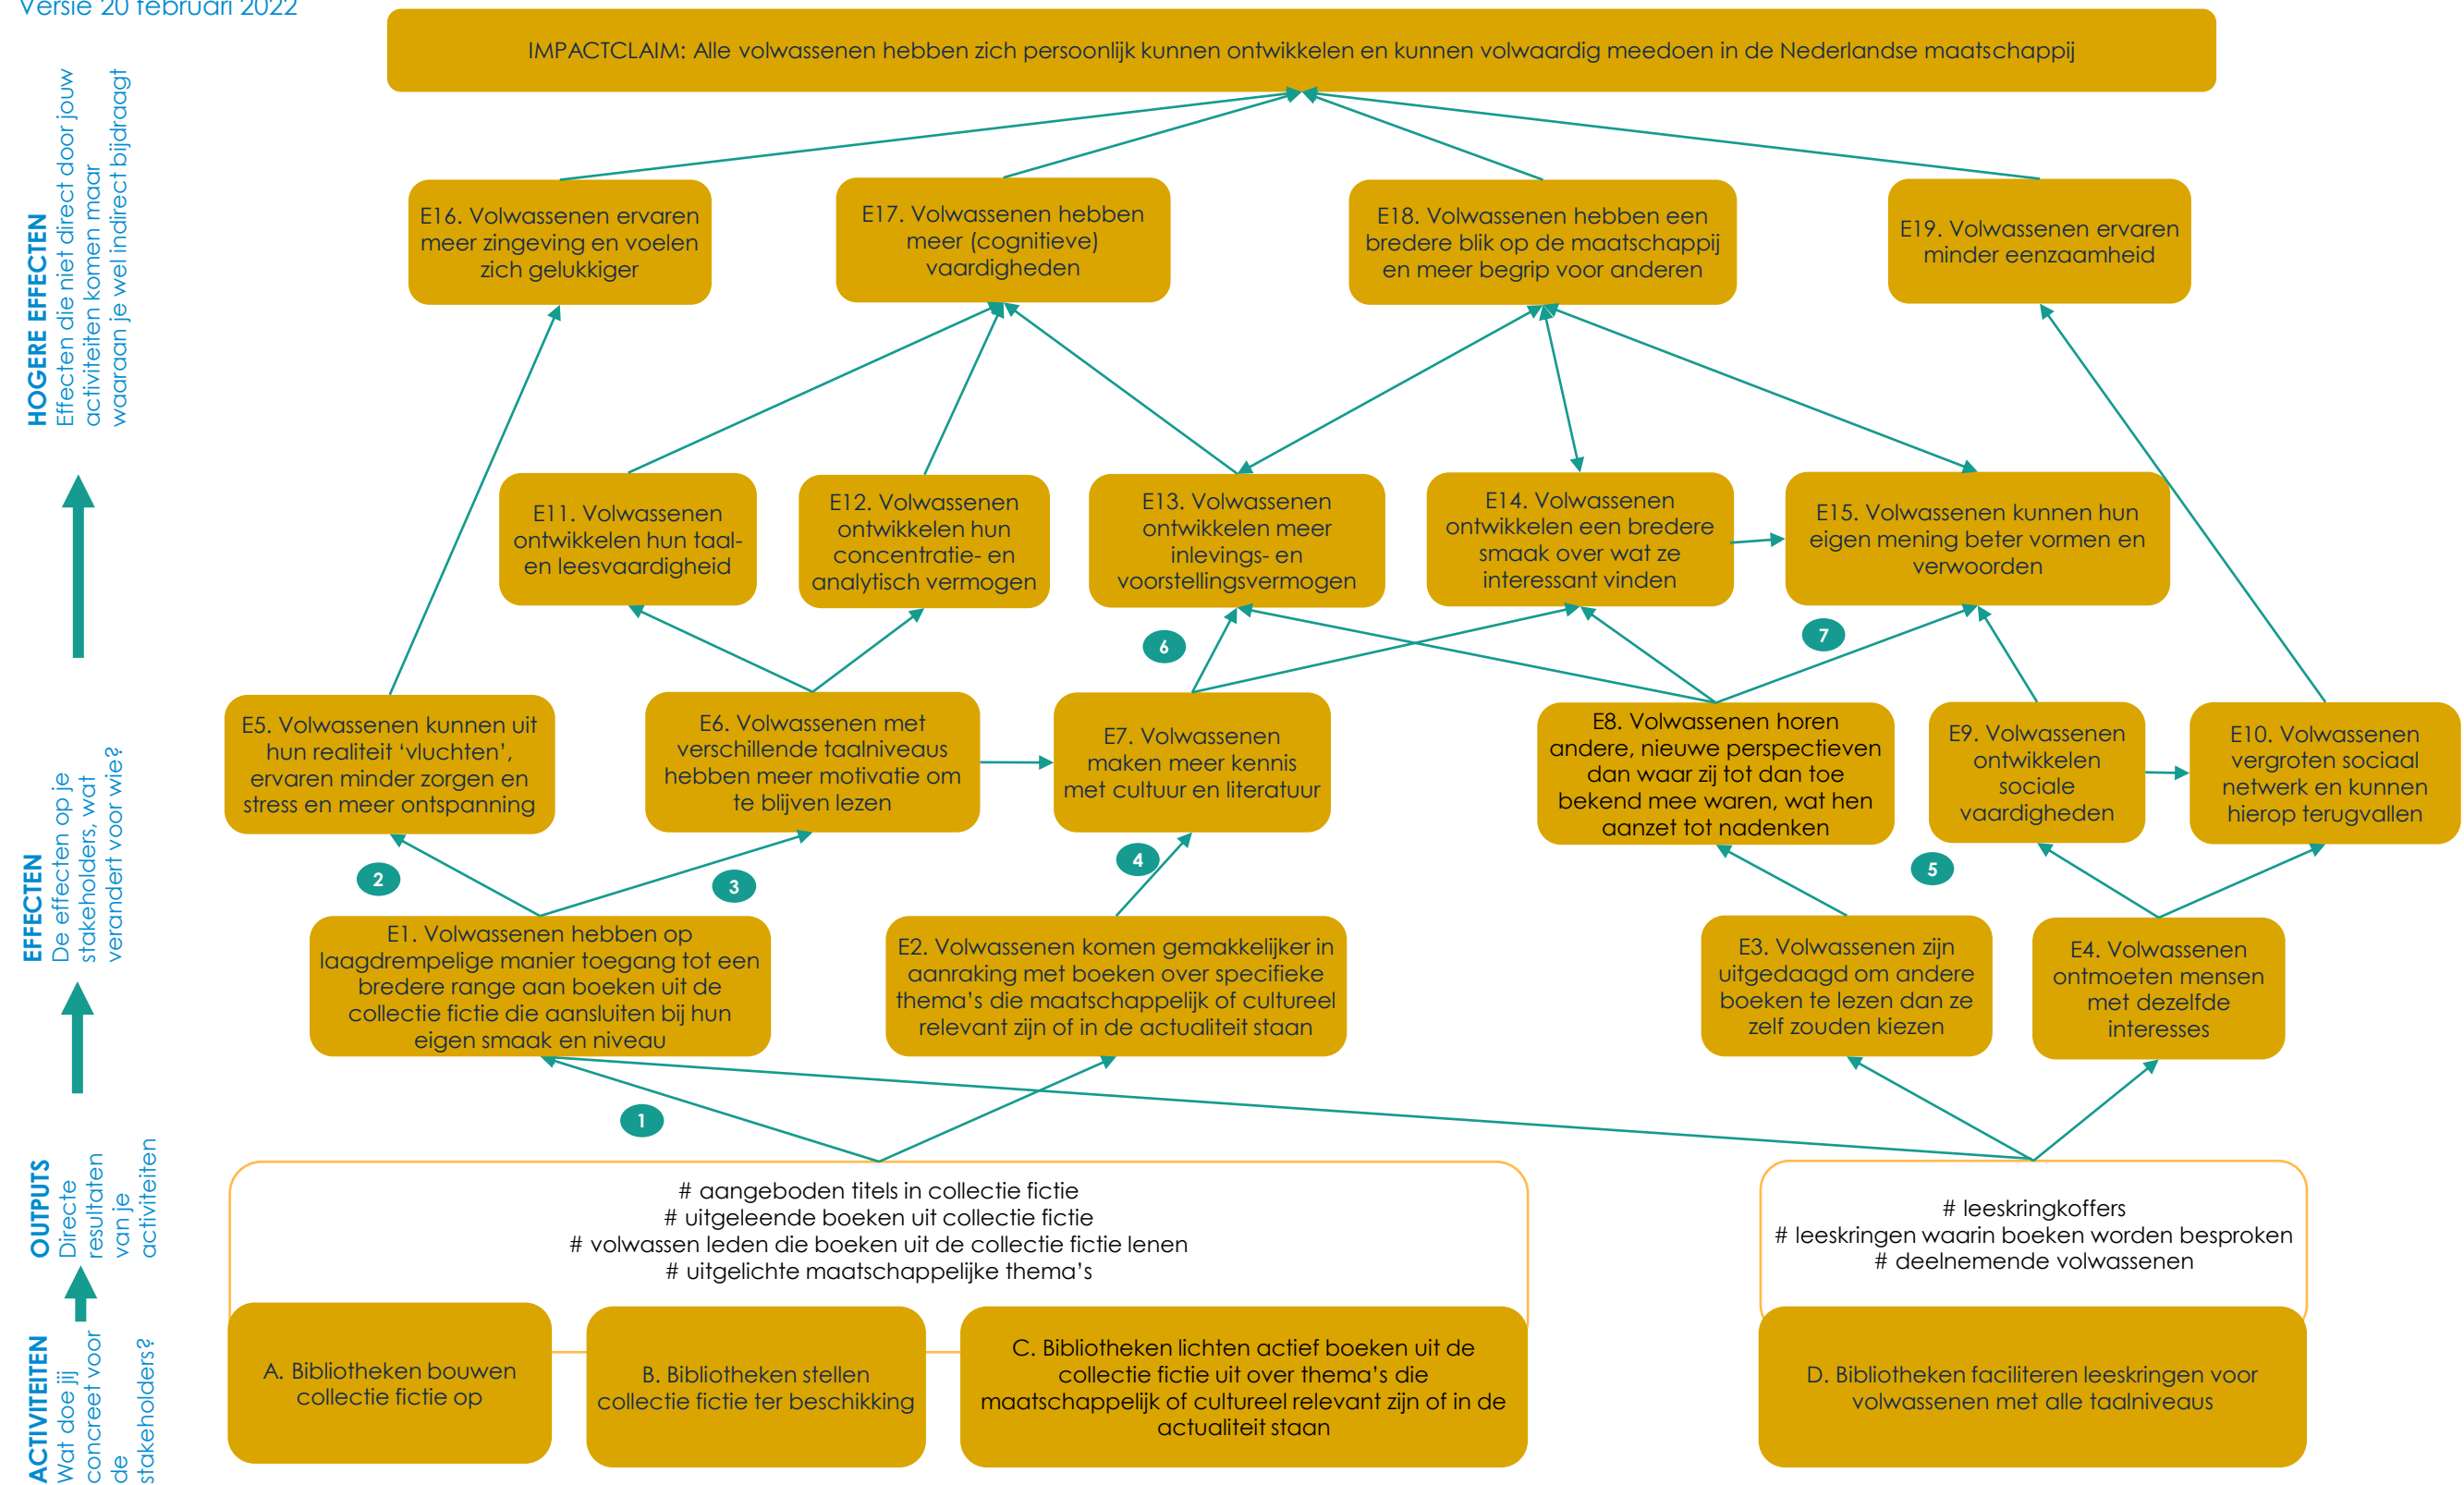 Versie 20 februari 2022
IMPACTCLAIM: Alle volwassenen hebben zich persoonlijk kunnen ontwikkelen en kunnen volwaardig meedoen in de Nederlandse maatschappij
HOGERE EFFECTEN
Effecten die niet direct door jouw
activiteiten komen maar
waaraan je wel indirect bijdraagt
E16. Volwassenen ervaren
meer zingeving en voelen
zich gelukkiger
E17. Volwassenen hebben
meer (cognitieve)
vaardigheden
E18. Volwassenen hebben een
bredere blik op de maatschappij
en meer begrip voor anderen
E19. Volwassenen ervaren
minder eenzaamheid
E11. Volwassenen
ontwikkelen hun taal-
en leesvaardigheid
E12. Volwassenen
ontwikkelen hun
concentratie- en
analytisch vermogen
E13. Volwassenen
ontwikkelen meer
inlevings- en
voorstellingsvermogen
E14. Volwassenen
ontwikkelen een bredere
smaak over wat ze
interessant vinden
E15. Volwassenen kunnen hun
eigen mening beter vormen en
verwoorden
6
7
EFFECTEN
De effecten op je
stakeholders, wat
verandert voor wie?
E5. Volwassenen kunnen uit
hun realiteit ‘vluchten’,
ervaren minder zorgen en
stress en meer ontspanning
E6. Volwassenen met
verschillende taalniveaus
hebben meer motivatie om
te blijven lezen
E7. Volwassenen
maken meer kennis
met cultuur en literatuur
E8. Volwassenen horen
andere, nieuwe perspectieven
dan waar zij tot dan toe
bekend mee waren, wat hen
aanzet tot nadenken
E9. Volwassenen
ontwikkelen
sociale
vaardigheden
E10. Volwassenen
vergroten sociaal
netwerk en kunnen
hierop terugvallen
2
3
4
5
E1. Volwassenen hebben op
laagdrempelige manier toegang tot een
bredere range aan boeken uit de
collectie fictie die aansluiten bij hun
eigen smaak en niveau
E2. Volwassenen komen gemakkelijker in
aanraking met boeken over specifieke
thema’s die maatschappelijk of cultureel
relevant zijn of in de actualiteit staan
E3. Volwassenen zijn
uitgedaagd om andere
boeken te lezen dan ze
zelf zouden kiezen
E4. Volwassenen
ontmoeten mensen
met dezelfde
interesses
1
OUTPUTS
Directe
resultaten
van je
activiteiten
# aangeboden titels in collectie fictie
# uitgeleende boeken uit collectie fictie
# volwassen leden die boeken uit de collectie fictie lenen
# uitgelichte maatschappelijke thema’s
# leeskringkoffers
# leeskringen waarin boeken worden besproken
# deelnemende volwassenen
ACTIVITEITEN
Wat doe jij
concreet voor
de
stakeholders?
A. Bibliotheken bouwen
collectie fictie op
B. Bibliotheken stellen
collectie fictie ter beschikking
C. Bibliotheken lichten actief boeken uit de
collectie fictie uit over thema’s die
maatschappelijk of cultureel relevant zijn of in de
actualiteit staan
D. Bibliotheken faciliteren leeskringen voor
volwassenen met alle taalniveaus